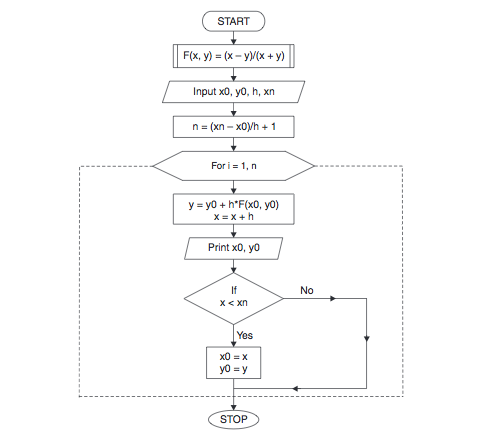 START
F(x, y) = (x – y)/(x + y)
Input x0, y0, h, xn
n = (xn – x0)/h + 1
For i = 1, n
y = y0 + h*F(x0, y0)
x = x + h
Print x0, y0
If
x < xn
No
Yes
x0 = x
y0 = y
STOP